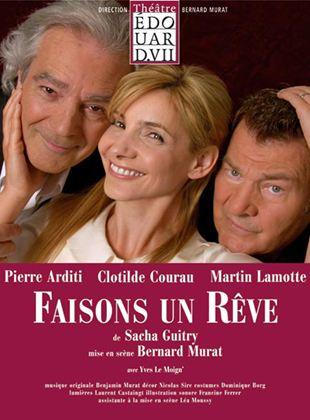 DIRECTION Théâtre BERNARD MURAT
ÉDO
UAR
D.VII
Pierre Arditi Clotilde Courau Martin Lamotte
FAISONS UN RÊVE
de Sacha Guitry
mise en scène Bernard Murat
avec Yves Le Moign'
musique originale Benjamin Murat décor Nicolas Sire costumes Dominique Borg
lumières Laurent Castaingt illustration sonore Francine Ferrer
assistante à la mise en scène Léa Moussy